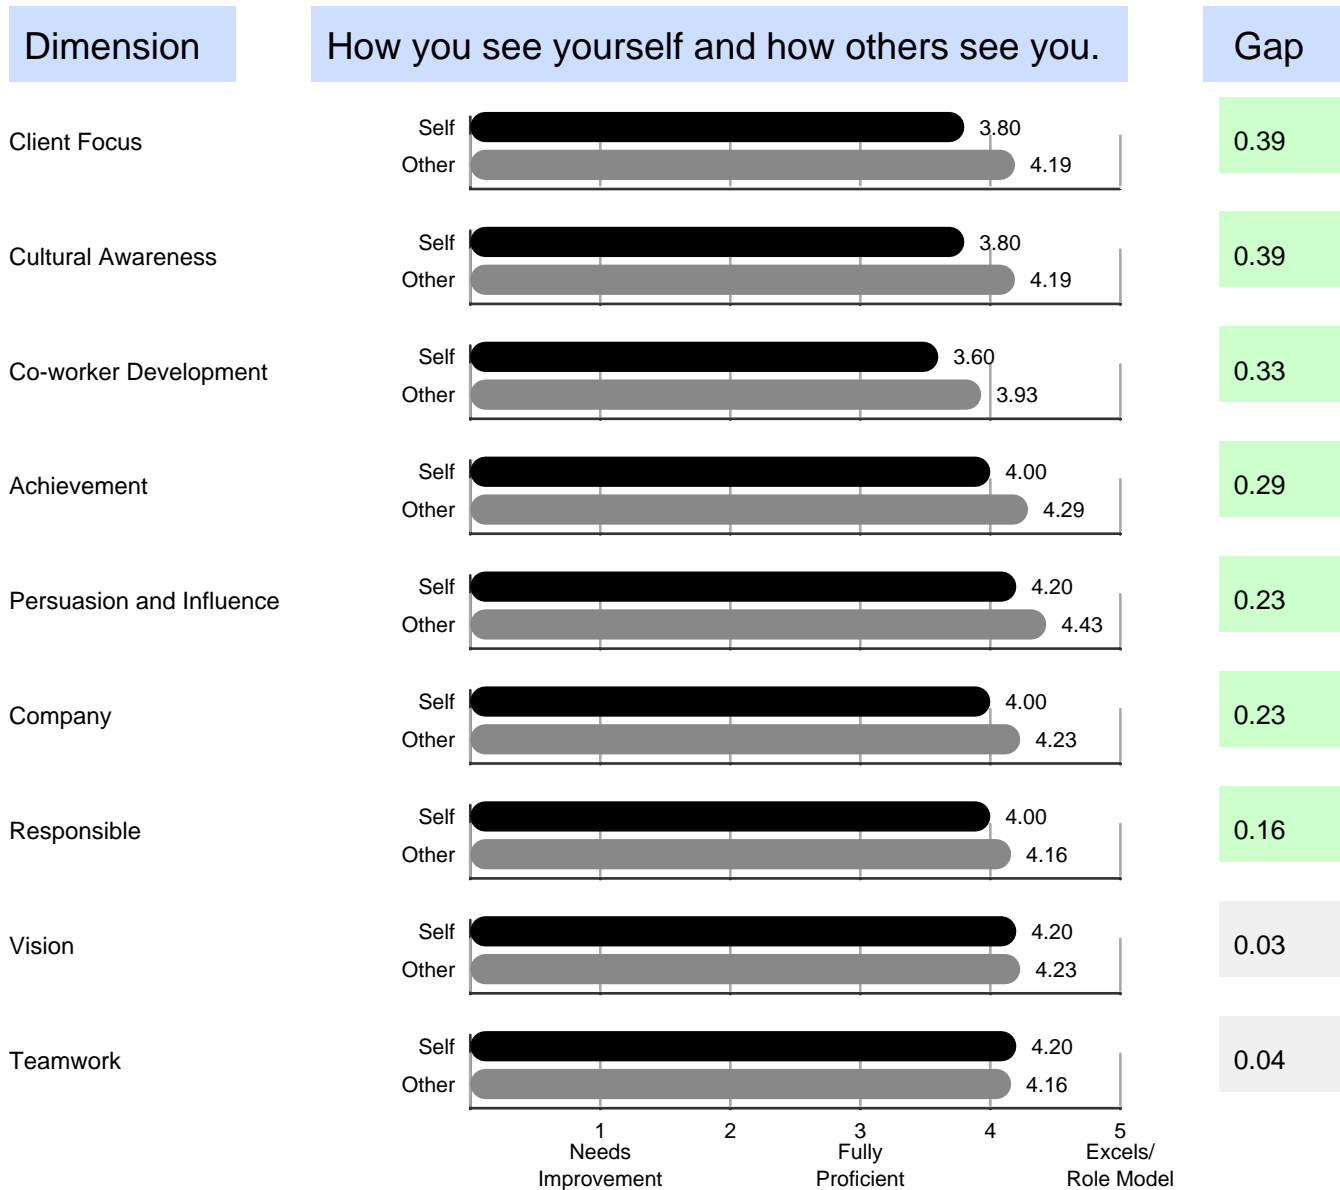 Dimension
How you see yourself and how others see you.
Gap
Client Focus
Self
3.80
Other
4.19
0.39
Cultural Awareness
Self
3.80
Other
4.19
0.39
Co-worker Development
Self
3.60
Other
3.93
0.33
Achievement
Self
4.00
Other
4.29
0.29
Persuasion and Influence
Self
4.20
Other
4.43
0.23
Company
Self
4.00
Other
4.23
0.23
Responsible
Self
4.00
Other
4.16
0.16
Vision
Self
4.20
Other
4.23
0.03
Teamwork
Self
4.20
Other
4.16
0.04
1 2 3 4 5
Needs Fully Excels/
Improvement Proficient Role Model